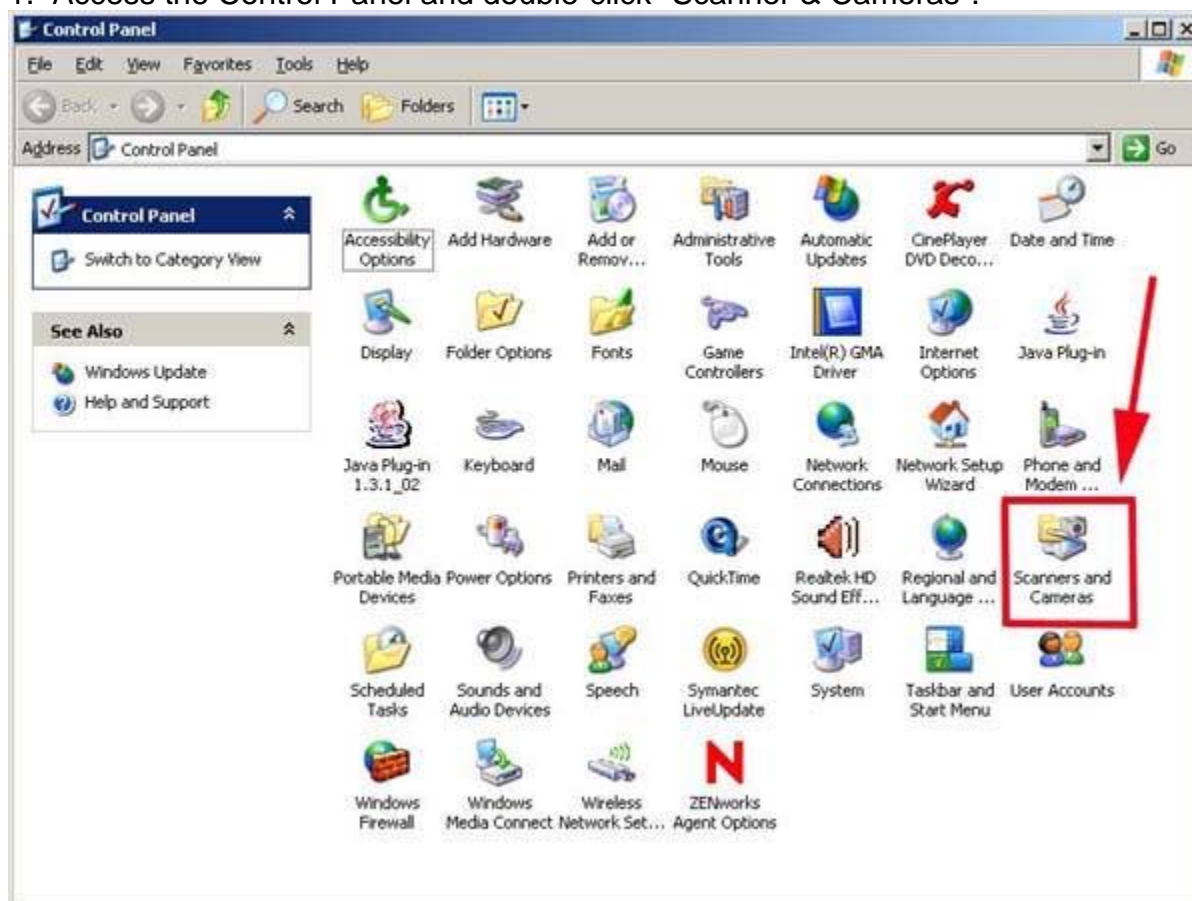 1. Access the Control Panel and double-click "Scanner & Cameras".
Control Panel
File Edit View Favorites Tools Help
Back Search Folders
Address Control Panel Go
Control Panel
Switch to Category View
See Also
Windows Update
Help and Support
Accessibility Options
Add Hardware
Add or Remov...
Administrative Tools
Automatic Updates
CinePlayer DVD Deco...
Date and Time
Display
Folder Options
Fonts
Game Controllers
Intel(R) GMA Driver
Internet Options
Java Plug-in
Java Plug-in 1.3.1_02
Keyboard
Mail
Mouse
Network Connections
Network Setup Wizard
Phone and Modem ...
Portable Media Devices
Power Options
Printers and Faxes
QuickTime
Realtek HD Sound Eff...
Regional and Language ...
Scanners and Cameras
Scheduled Tasks
Sounds and Audio Devices
Speech
Symantec LiveUpdate
System
Taskbar and Start Menu
User Accounts
Windows Firewall
Windows Media Connect
Wireless Network Set...
ZENworks Agent Options